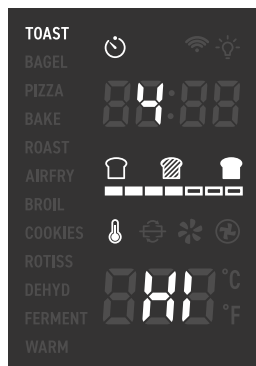 TOAST
BAGEL
PIZZA
BAKE
ROAST
AIRFRY
BROIL
COOKIES
ROTISS
DEHYD
FERMENT
WARM
4
HI
°C
°F